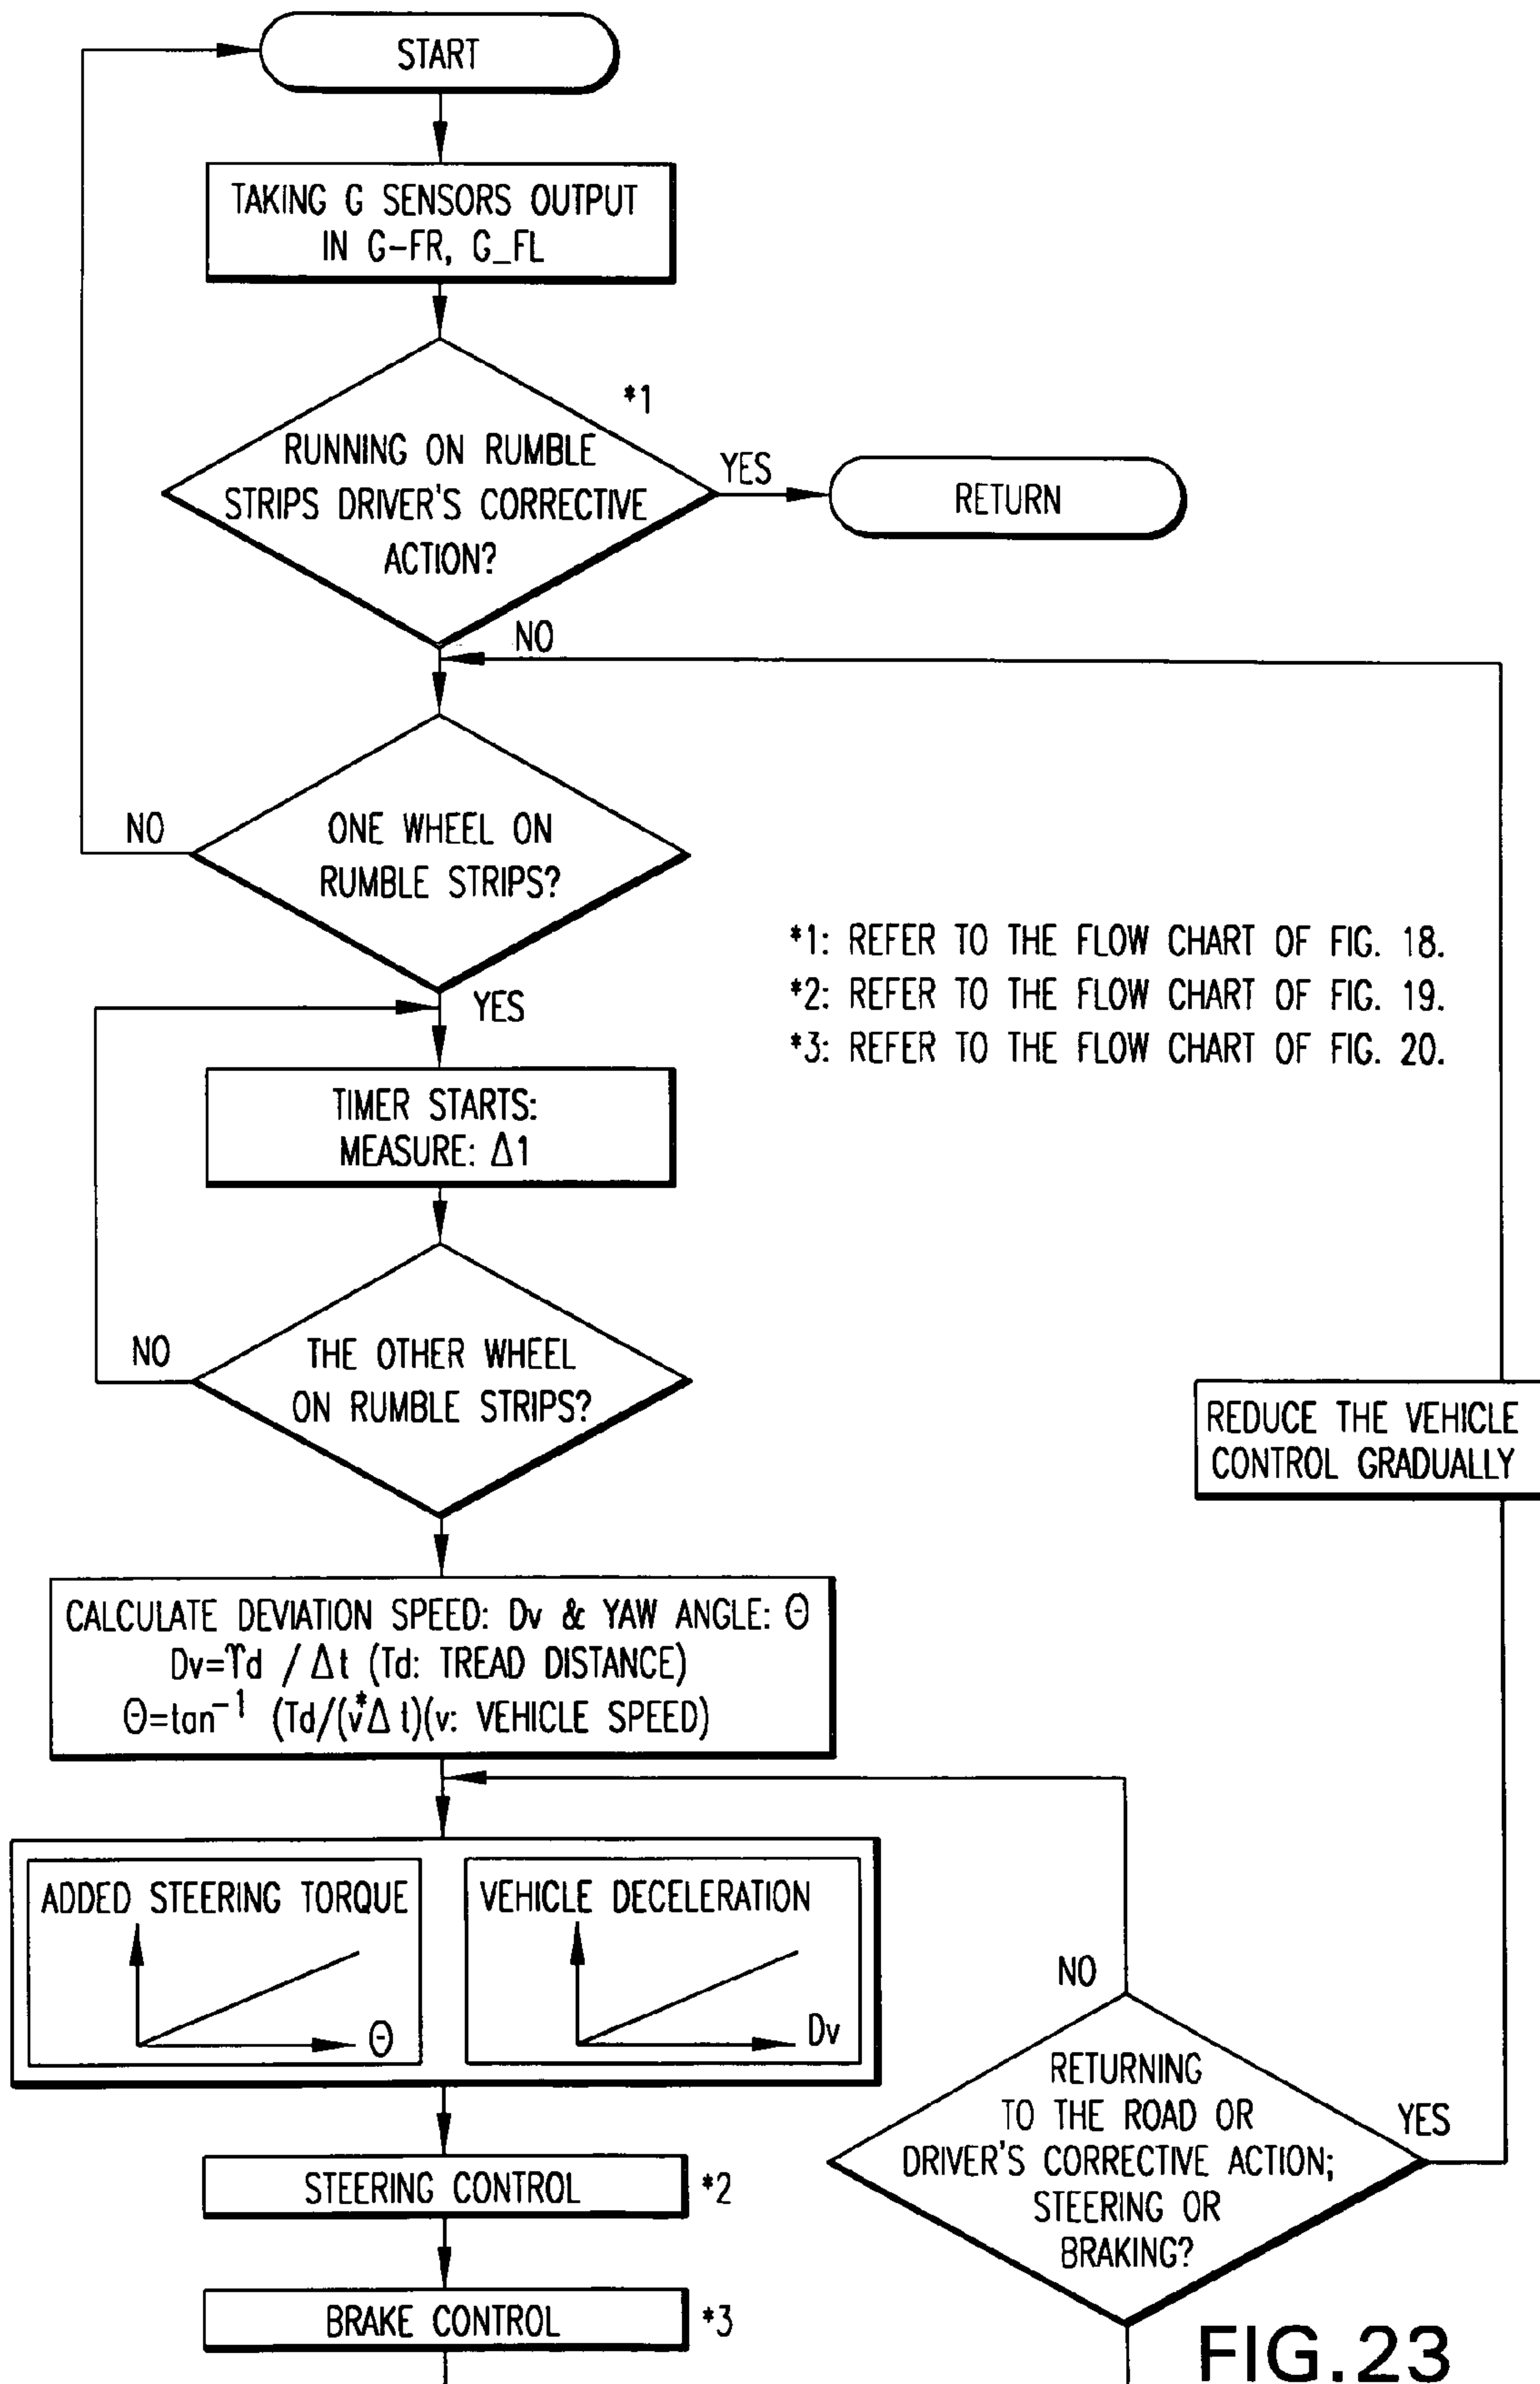 START
TAKING G SENSORS OUTPUT
IN G-FR, G_FL
*1
RUNNING ON RUMBLE
STRIPS DRIVER'S CORRECTIVE
ACTION?
YES
RETURN
NO
NO
ONE WHEEL ON
RUMBLE STRIPS?
*1: REFER TO THE FLOW CHART OF FIG. 18.
*2: REFER TO THE FLOW CHART OF FIG. 19.
*3: REFER TO THE FLOW CHART OF FIG. 20.
YES
TIMER STARTS:
MEASURE: Δ1
NO
THE OTHER WHEEL
ON RUMBLE STRIPS?
REDUCE THE VEHICLE
CONTROL GRADUALLY
CALCULATE DEVIATION SPEED: Dv & YAW ANGLE: Θ
Dv=Td / Δt (Td: TREAD DISTANCE)
Θ=tan⁻¹ (Td/(v*Δ t)(v: VEHICLE SPEED)
ADDED STEERING TORQUE
Θ
VEHICLE DECELERATION
Dv
NO
RETURNING
TO THE ROAD OR
DRIVER'S CORRECTIVE ACTION;
STEERING OR
BRAKING?
YES
STEERING CONTROL
*2
BRAKE CONTROL
*3
FIG.23